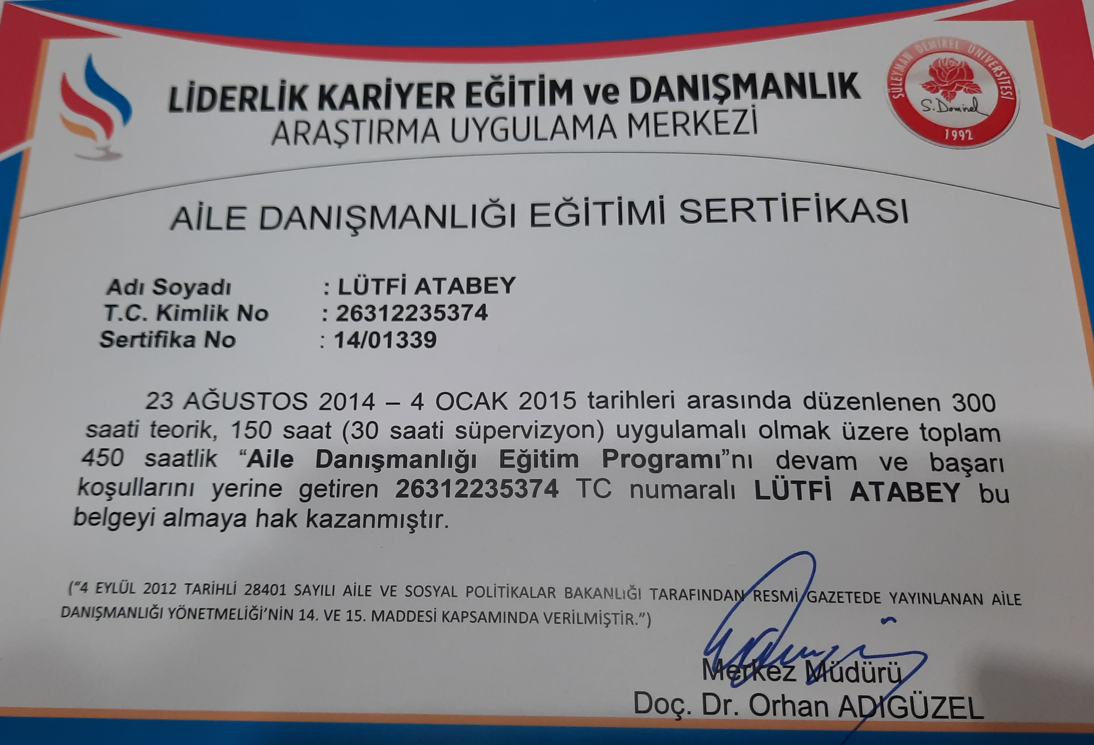 LİDERLİK KARİYER EĞİTİM ve DANIŞMANLIK
ARAŞTIRMA UYGULAMA MERKEZİ
SÜLEYMAN DEMİREL ÜNİVERSİTESİ
S. Demirel
1992
AİLE DANIŞMANLIĞI EĞİTİMİ SERTİFİKASI
Adı Soyadı : LÜTFİ ATABEY
T.C. Kimlik No : 26312235374
Sertifika No : 14/01339
23 AĞUSTOS 2014 – 4 OCAK 2015 tarihleri arasında düzenlenen 300
saati teorik, 150 saat (30 saati süpervizyon) uygulamalı olmak üzere toplam
450 saatlik “Aile Danışmanlığı Eğitim Programı”nı devam ve başarı
koşullarını yerine getiren 26312235374 TC numaralı LÜTFİ ATABEY bu
belgeyi almaya hak kazanmıştır.
(“4 EYLÜL 2012 TARİHLİ 28401 SAYILI AİLE VE SOSYAL POLİTİKALAR BAKANLIĞI TARAFINDAN RESMİ GAZETEDE YAYINLANAN AİLE
DANIŞMANLIĞI YÖNETMELİĞİ’NİN 14. VE 15. MADDESİ KAPSAMINDA VERİLMİŞTİR.”)
Merkez Müdürü
Doç. Dr. Orhan ADIGÜZEL